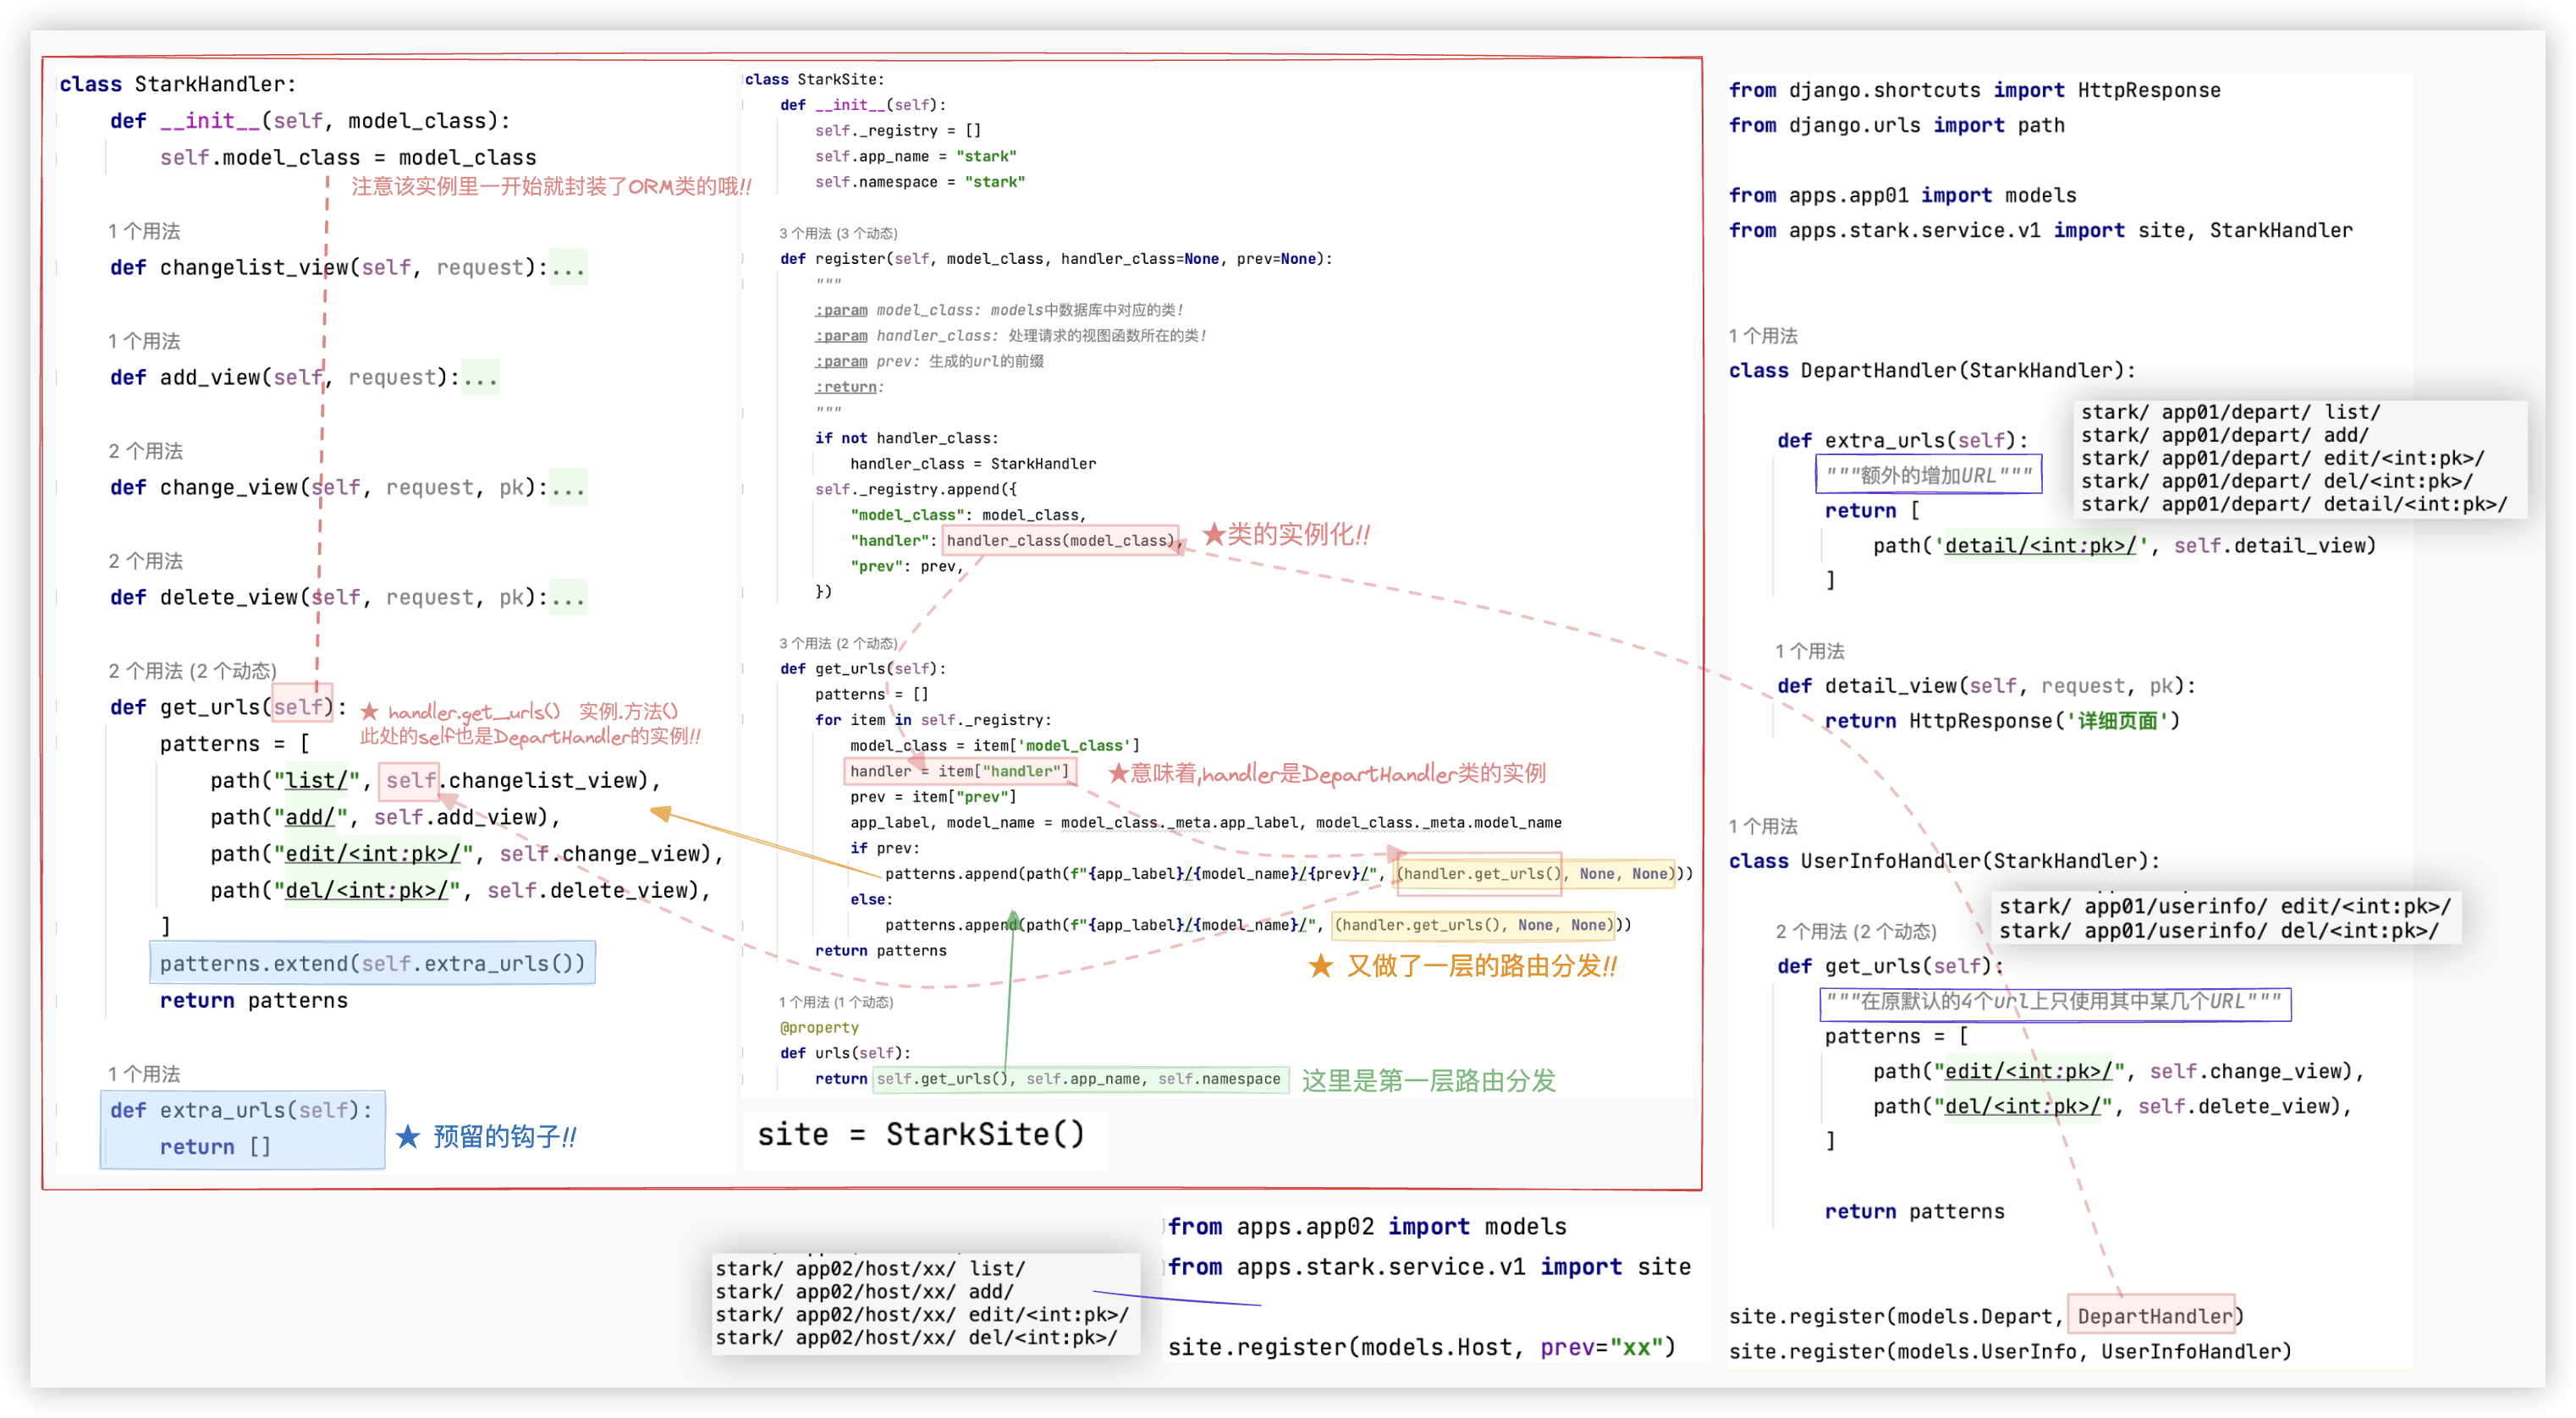 class StarkHandler:
def __init__(self, model_class):
self.model_class = model_class
注意该实例里一开始就封装了ORM类的哦!!
1 个用法
def changelist_view(self, request):...
1 个用法
def add_view(self, request):...
2 个用法
def change_view(self, request, pk):...
2 个用法
def delete_view(self, request, pk):...
2 个用法 (2 个动态)
def get_urls(self):
★ handler.get_urls() 实例.方法()
此处的self也是DepartHandler的实例!!
patterns = [
path("list/", self.changelist_view),
path("add/", self.add_view),
path("edit/<int:pk>/", self.change_view),
path("del/<int:pk>/", self.delete_view),
]
patterns.extend(self.extra_urls())
return patterns
1 个用法
def extra_urls(self):
return []
★ 预留的钩子!!
class StarkSite:
def __init__(self):
self._registry = []
self.app_name = "stark"
self.namespace = "stark"
3 个用法 (3 个动态)
def register(self, model_class, handler_class=None, prev=None):
"""
:param model_class: models中数据库中对应的类!
:param handler_class: 处理请求的视图函数所在的类!
:param prev: 生成的url的前缀
:return:
"""
if not handler_class:
handler_class = StarkHandler
self._registry.append({
"model_class": model_class,
"handler": handler_class(model_class),
★类的实例化!!
"prev": prev,
})
3 个用法 (2 个动态)
def get_urls(self):
patterns = []
for item in self._registry:
model_class = item['model_class']
handler = item["handler"]
★意味着,handler是DepartHandler类的实例
prev = item["prev"]
app_label, model_name = model_class._meta.app_label, model_class._meta.model_name
if prev:
patterns.append(path(f"{app_label}/{model_name}/{prev}/", (handler.get_urls(), None, None)))
else:
patterns.append(path(f"{app_label}/{model_name}/", (handler.get_urls(), None, None)))
return patterns
★ 又做了一层的路由分发!!
1 个用法 (1 个动态)
@property
def urls(self):
return self.get_urls(), self.app_name, self.namespace
这里是第一层路由分发
site = StarkSite()
from django.shortcuts import HttpResponse
from django.urls import path
from apps.app01 import models
from apps.stark.service.v1 import site, StarkHandler
1 个用法
class DepartHandler(StarkHandler):
stark/ app01/depart/ list/
stark/ app01/depart/ add/
stark/ app01/depart/ edit/<int:pk>/
stark/ app01/depart/ del/<int:pk>/
stark/ app01/depart/ detail/<int:pk>/
def extra_urls(self):
"""额外的增加URL"""
return [
path('detail/<int:pk>/', self.detail_view)
]
1 个用法
def detail_view(self, request, pk):
return HttpResponse('详细页面')
1 个用法
class UserInfoHandler(StarkHandler):
stark/ app01/userinfo/ edit/<int:pk>/
stark/ app01/userinfo/ del/<int:pk>/
2 个用法 (2 个动态)
def get_urls(self):
"""在原默认的4个url上只使用其中某几个URL"""
patterns = [
path("edit/<int:pk>/", self.change_view),
path("del/<int:pk>/", self.delete_view),
]
return patterns
site.register(models.Depart, DepartHandler)
site.register(models.UserInfo, UserInfoHandler)
stark/ app02/host/xx/ list/
stark/ app02/host/xx/ add/
stark/ app02/host/xx/ edit/<int:pk>/
stark/ app02/host/xx/ del/<int:pk>/
from apps.app02 import models
from apps.stark.service.v1 import site
site.register(models.Host, prev="xx")